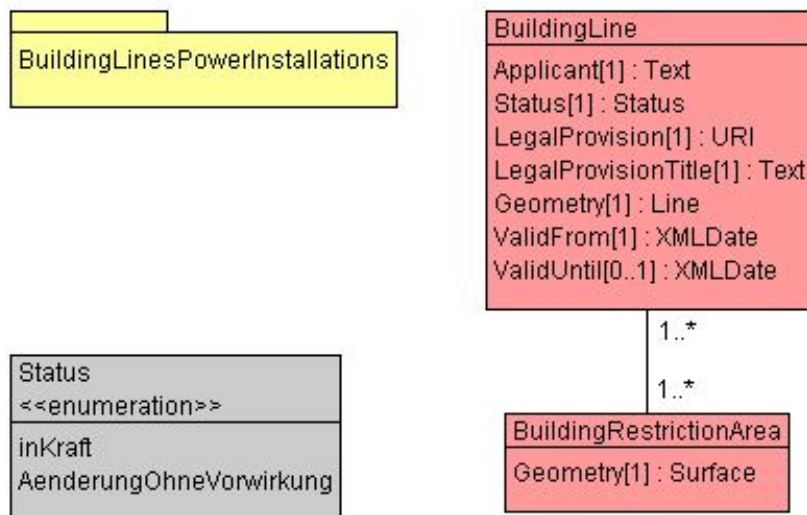 BuildingLinesPowerInstallations
BuildingLine
Applicant[1] : Text
Status[1] : Status
LegalProvision[1] : URI
LegalProvisionTitle[1] : Text
Geometry[1] : Line
ValidFrom[1] : XMLDate
ValidUntil[0..1] : XMLDate
1..*
1..*
Status
<<enumeration>>
inKraft
AenderungOhneVorwirkung
BuildingRestrictionArea
Geometry[1] : Surface